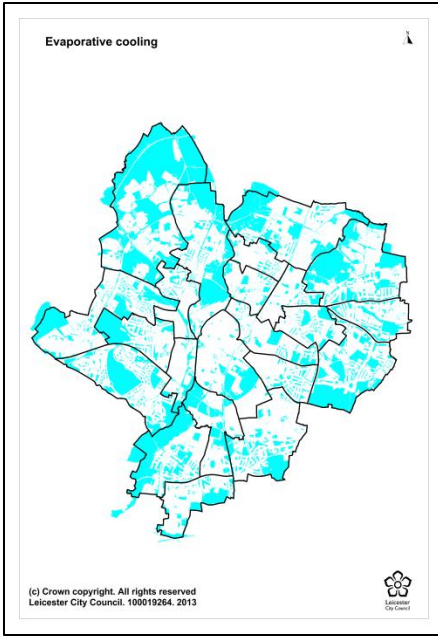 Evaporative cooling
N
(c) Crown copyright. All rights reserved
Leicester City Council. 100019264. 2013
Leicester
City Council